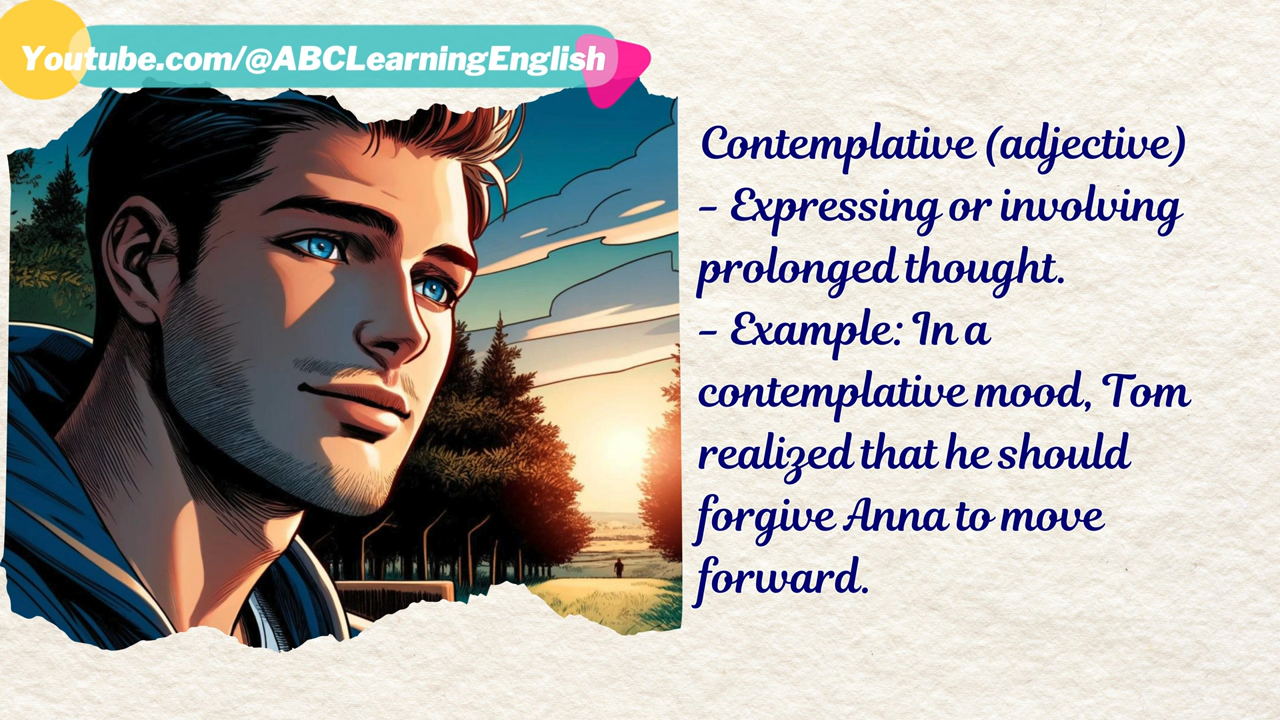 Youtube.com/@ABCLearningEnglish
Contemplative (adjective)
- Expressing or involving
prolonged thought.
- Example: In a
contemplative mood, Tom
realized that he should
forgive Anna to move
forward.